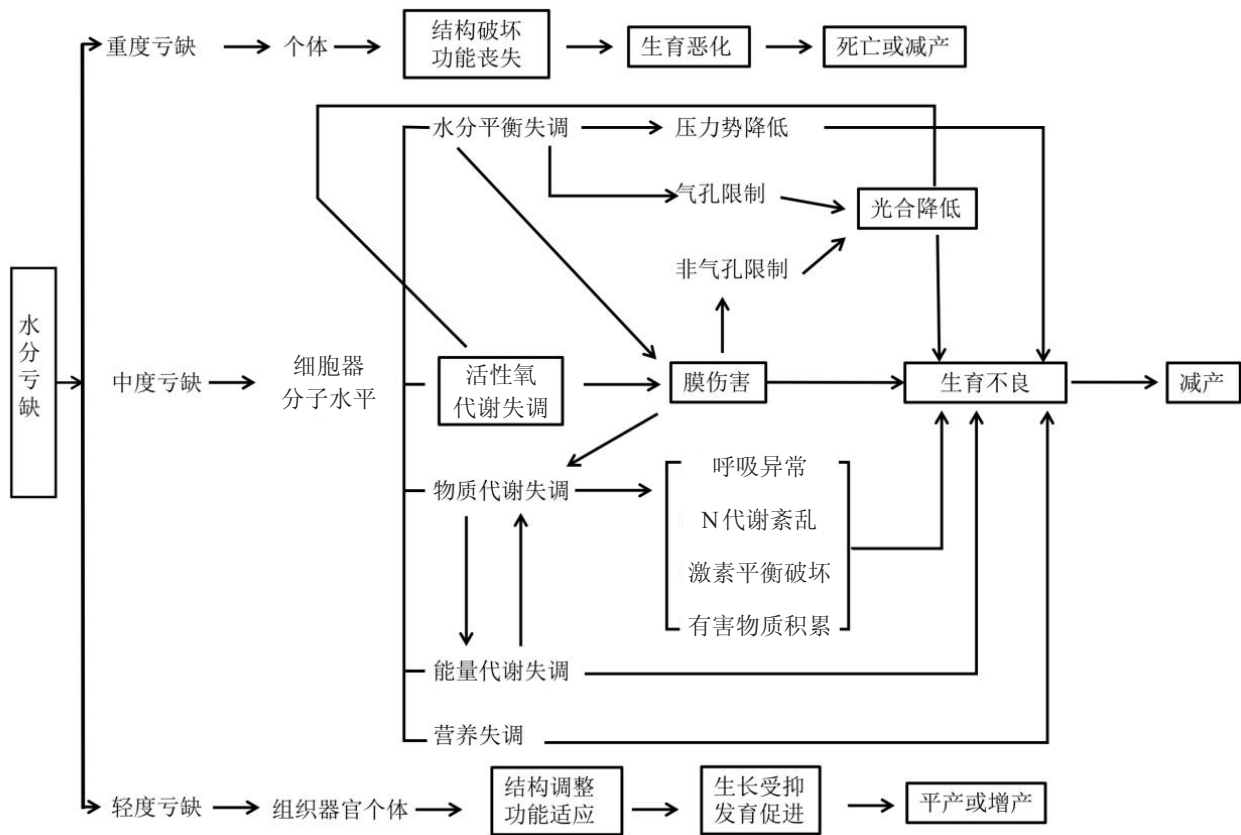 重度亏缺
个体
结构破坏
功能丧失
生育恶化
死亡或减产
水分平衡失调
压力势降低
气孔限制
光合降低
非气孔限制
水分亏缺
中度亏缺
细胞器
分子水平
活性氧
代谢失调
膜伤害
生育不良
减产
物质代谢失调
呼吸异常
N代谢紊乱
激素平衡破坏
有害物质积累
能量代谢失调
营养失调
轻度亏缺
组织器官个体
结构调整
功能适应
生长受抑
发育促进
平产或增产